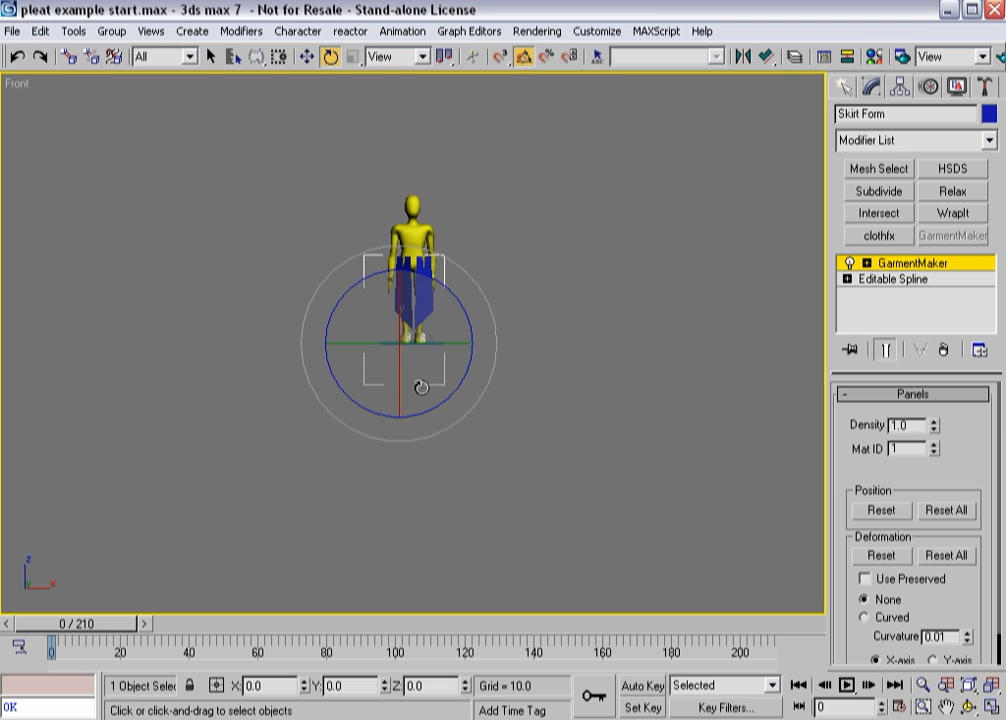 pleat example start.max - 3ds max 7 - Not for Resale - Stand-alone License
File Edit Tools Group Views Create Modifiers Character reactor Animation Graph Editors Rendering Customize MAXScript Help
All View View
Front
Skirt Form
Modifier List
Mesh Select HSDS
Subdivide Relax
Intersect WrapIt
clothfx GarmentMaker
GarmentMaker
Editable Spline
- Panels
Density 1.0
Mat ID 1
Position
Reset Reset All
Deformation
Reset Reset All
Use Preserved
None
Curved
Curvature 0.01
X-axis Y-axis
z
x
< 0 / 210 >
0 20 40 60 80 100 120 140 160 180 200
1 Object Selec X: 0.0 Y: 0.0 Z: 0.0 Grid = 10.0 Auto Key Selected
OK Click or click-and-drag to select objects Add Time Tag Set Key Key Filters... 0